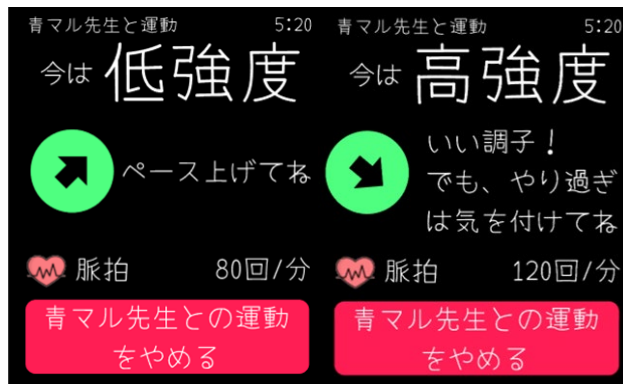 青マル先生と運動 5:20
今は 低強度
ペース上げてね
脈拍 80回/分
青マル先生との運動
をやめる
青マル先生と運動 5:20
今は 高強度
いい調子！
でも、やり過ぎ
は気を付けてね
脈拍 120回/分
青マル先生との運動
をやめる